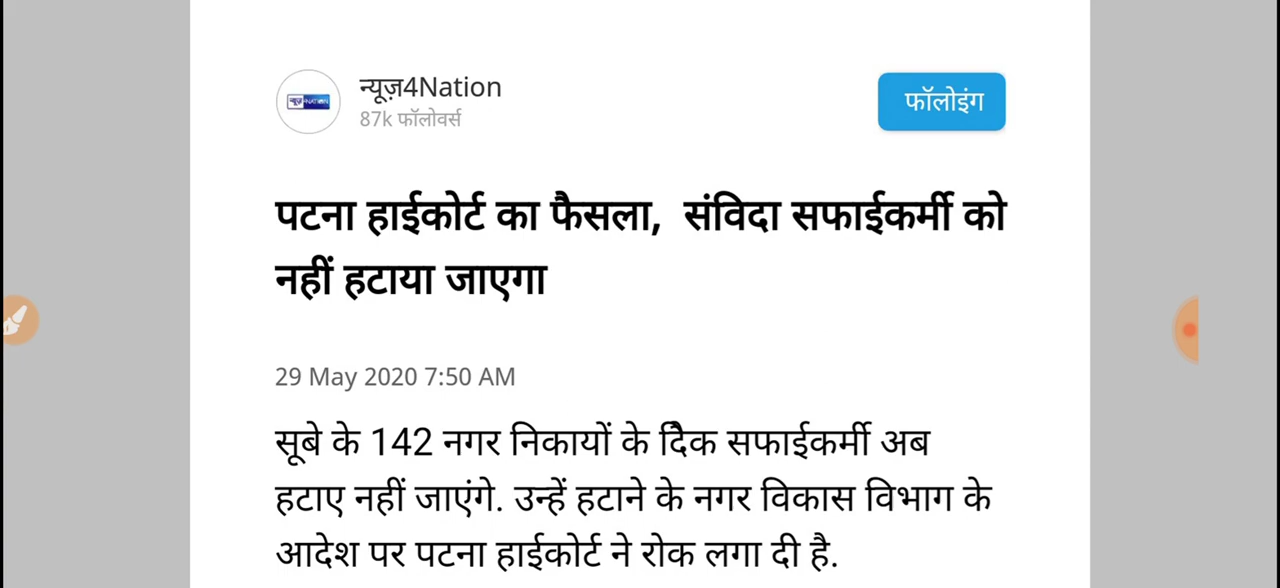 न्यूज़4Nation
87k फॉलोवर्स
फॉलोइंग
पटना हाईकोर्ट का फैसला, संविदा सफाईकर्मी को
नहीं हटाया जाएगा
29 May 2020 7:50 AM
सूबे के 142 नगर निकायों के दैिक सफाईकर्मी अब
हटाए नहीं जाएंगे. उन्हें हटाने के नगर विकास विभाग के
आदेश पर पटना हाईकोर्ट ने रोक लगा दी है.